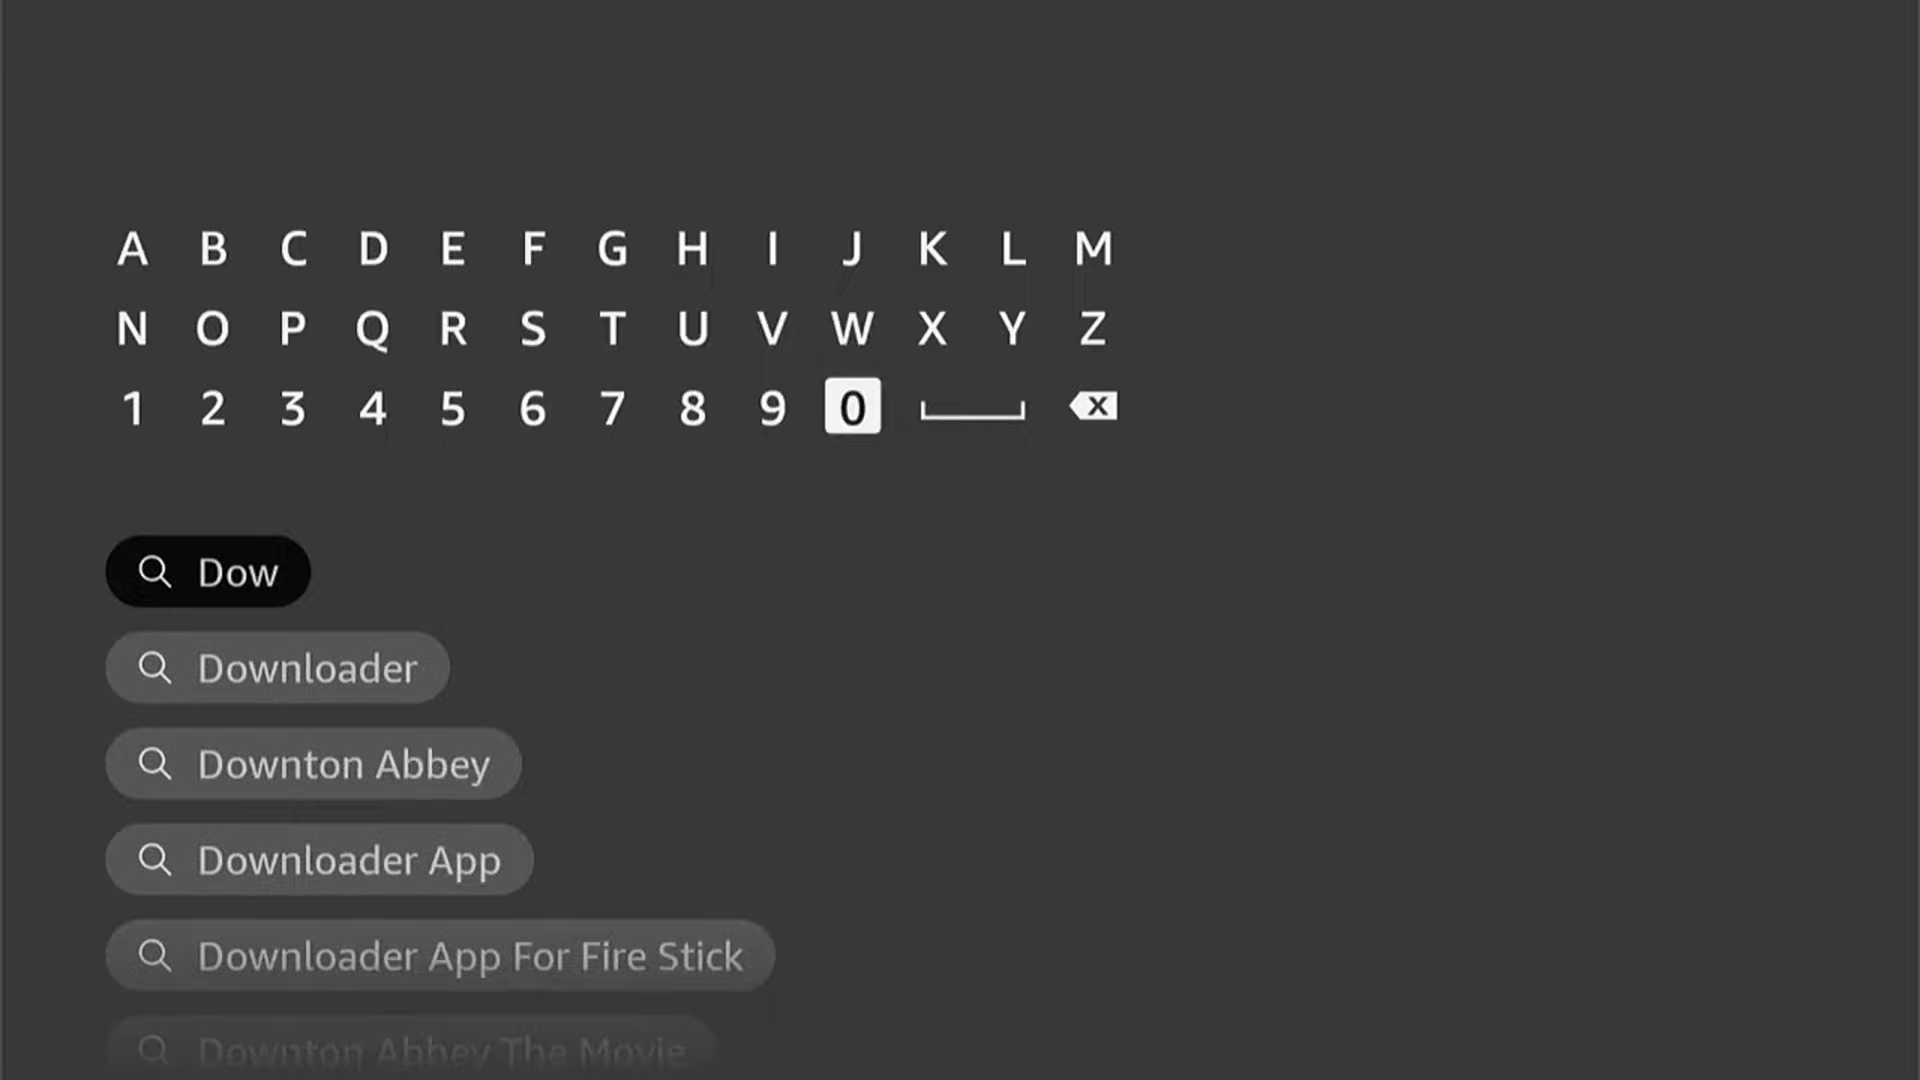 A B C D E F G H I J K L M
N O P Q R S T U V W X Y Z
1 2 3 4 5 6 7 8 9 0
Dow
Downloader
Downton Abbey
Downloader App
Downloader App For Fire Stick
Downton Abbey The Movie